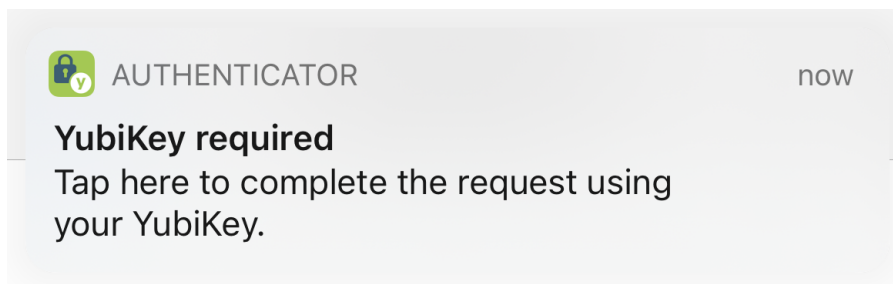 AUTHENTICATOR now
YubiKey required
Tap here to complete the request using
your YubiKey.